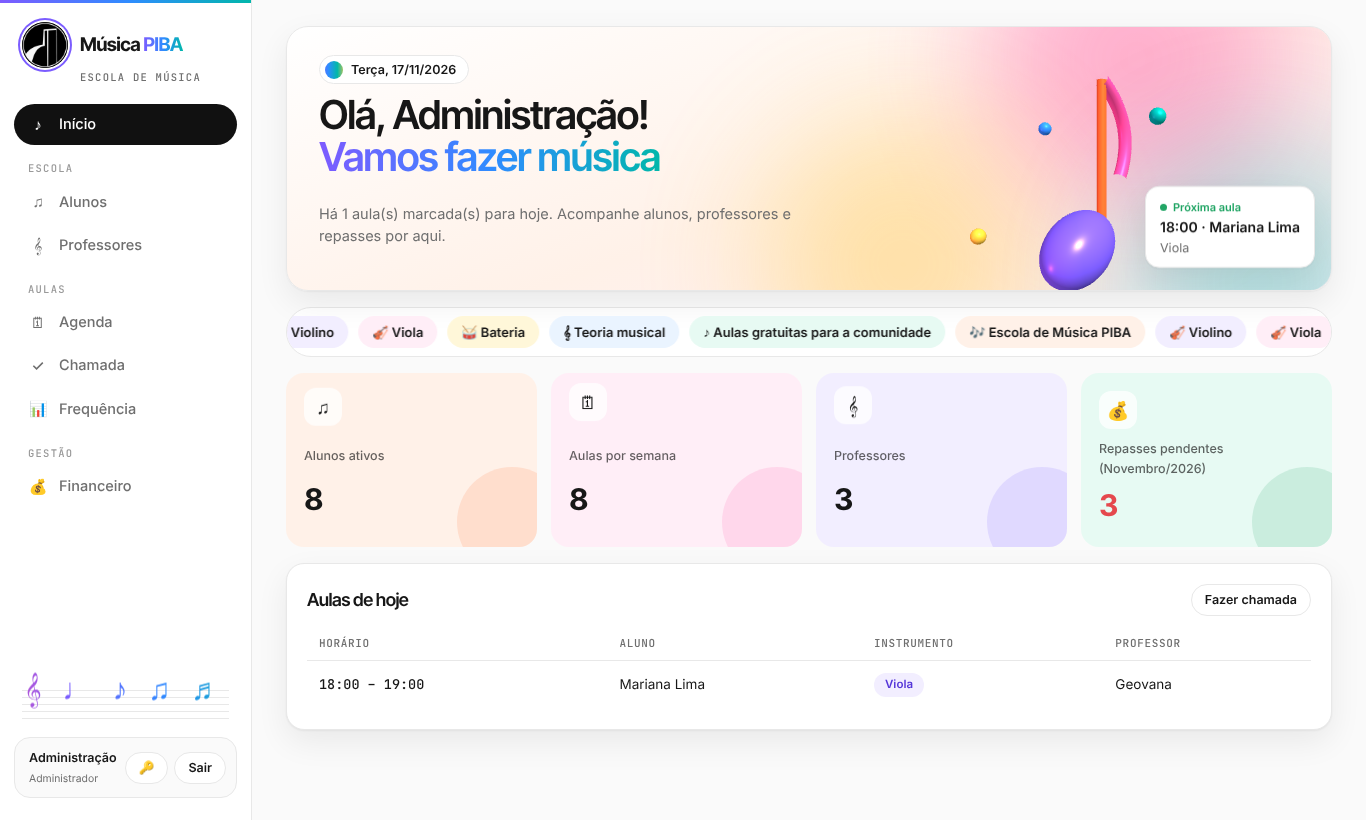 Música PIBA
ESCOLA DE MÚSICA
♪ Início
ESCOLA
♫ Alunos
𝄞 Professores
AULAS
🗓 Agenda
✓ Chamada
📊 Frequência
GESTÃO
💰 Financeiro
𝄞 ♩ ♪ ♫ ♬
Administração
Administrador
🔑 Sair
Terça, 17/11/2026
Olá, Administração!
Vamos fazer música
Há 1 aula(s) marcada(s) para hoje. Acompanhe alunos, professores e
repasses por aqui.
Próxima aula
18:00 · Mariana Lima
Viola
Violino 🎻 Viola 🥁 Bateria 𝄞 Teoria musical ♪ Aulas gratuitas para a comunidade 🎶 Escola de Música PIBA 🎻 Violino 🎻 Viola
♫
Alunos ativos
8
🗓
Aulas por semana
8
𝄞
Professores
3
💰
Repasses pendentes
(Novembro/2026)
3
Aulas de hoje
Fazer chamada
HORÁRIO ALUNO INSTRUMENTO PROFESSOR
18:00 – 19:00 Mariana Lima Viola Geovana